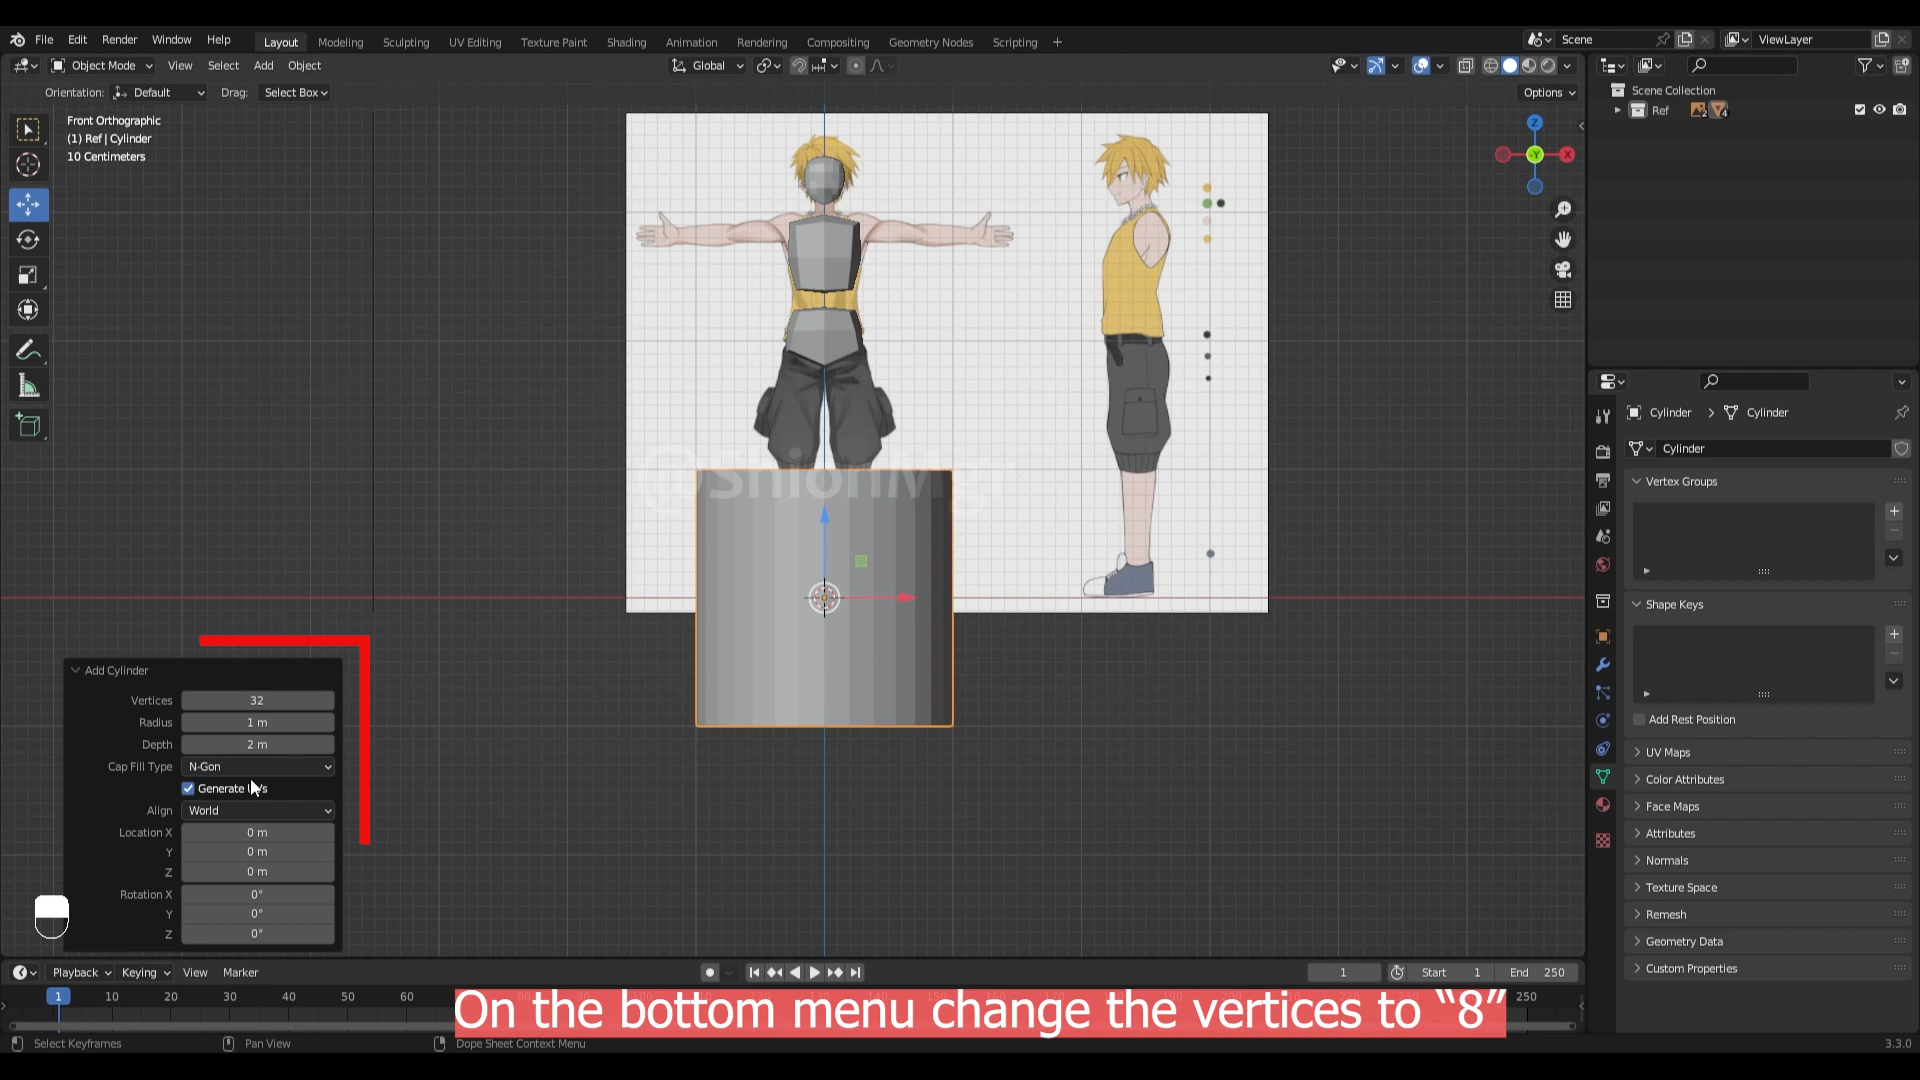 File Edit Render Window Help Layout Modeling Sculpting UV Editing Texture Paint Shading Animation Rendering Compositing Geometry Nodes Scripting + Scene ViewLayer
Object Mode View Select Add Object Global
Orientation: Default Drag: Select Box Options
Front Orthographic
(1) Ref | Cylinder
10 Centimeters
Z
-Y X
Scene Collection
Ref 2 4
Cylinder > Cylinder
Cylinder
Vertex Groups
Shape Keys
Add Rest Position
UV Maps
Color Attributes
Face Maps
Attributes
Normals
Texture Space
Remesh
Geometry Data
Custom Properties
Add Cylinder
Vertices 32
Radius 1 m
Depth 2 m
Cap Fill Type N-Gon
Generate
Align World
Location X 0 m
Y 0 m
Z 0 m
Rotation X 0°
Y 0°
Z 0°
Playback Keying View Marker 1 Start 1 End 250
1 10 20 30 40 50 60 250
On the bottom menu change the vertices to “8”
Select Keyframes Pan View Dope Sheet Context Menu 3.3.0